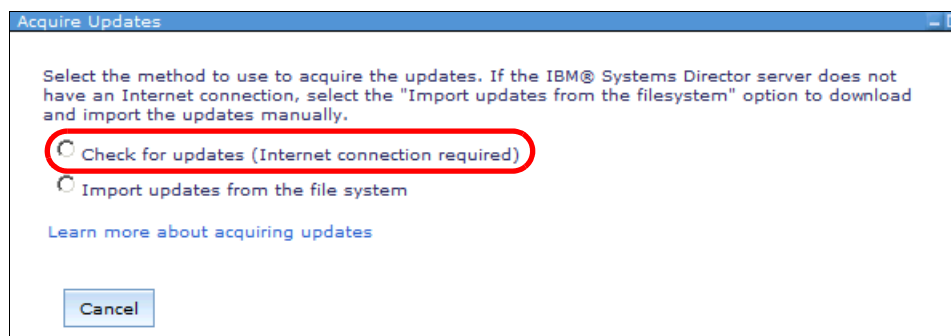 Acquire Updates
Select the method to use to acquire the updates. If the IBM® Systems Director server does not
have an Internet connection, select the "Import updates from the filesystem" option to download
and import the updates manually.
Check for updates (Internet connection required)
Import updates from the file system
Learn more about acquiring updates
Cancel